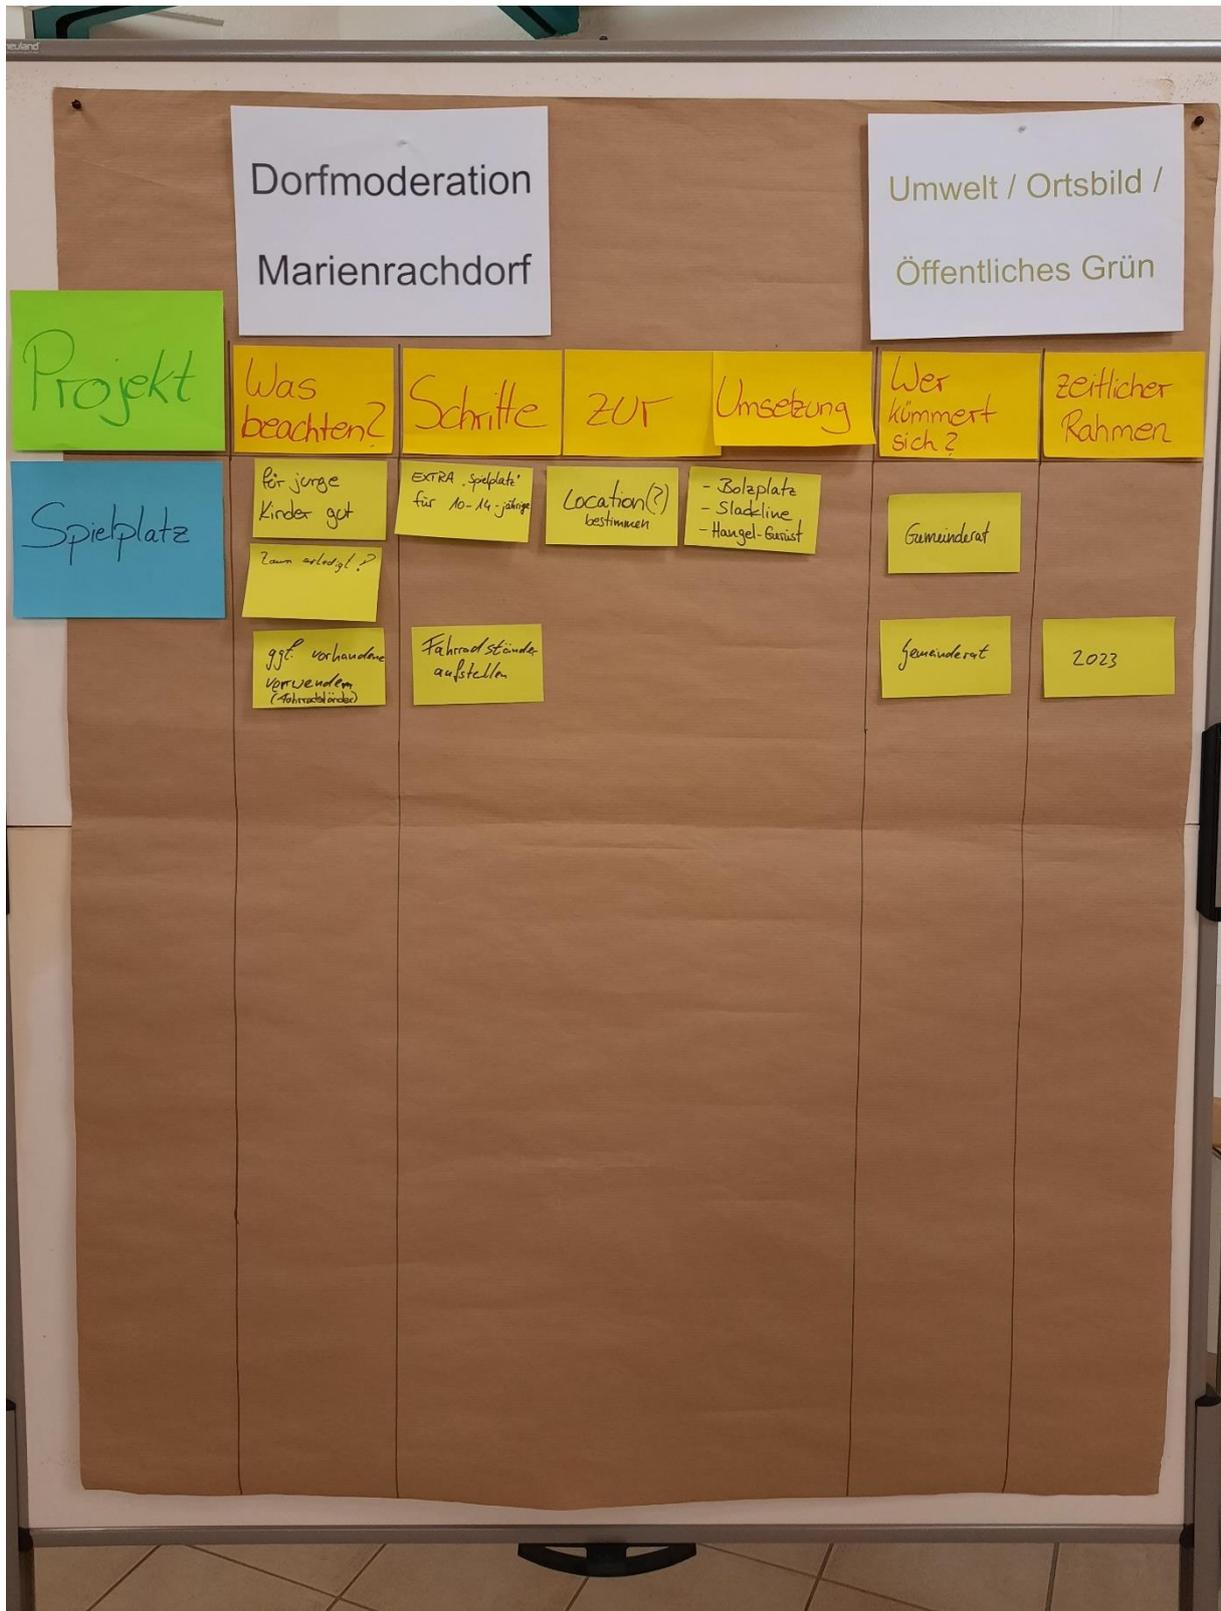 neuland
Dorfmoderation
Marienrachdorf
Umwelt / Ortsbild /
Öffentliches Grün
Projekt
Was
beachten?
Schritte
zur
Umsetzung
Wer
kümmert
sich?
zeitlicher
Rahmen
Spielplatz
für junge
Kinder gut
Zaun erledigt?
EXTRA "Spielplatz"
für 10-14-jährige
Location(?)
bestimmen
- Bolzplatz
- Slackline
- Hangel-Gerüst
Gemeinderat
ggf. vorhandene
verwenden
(Fahrradständer)
Fahrradständer
aufstellen
Gemeinderat
2023